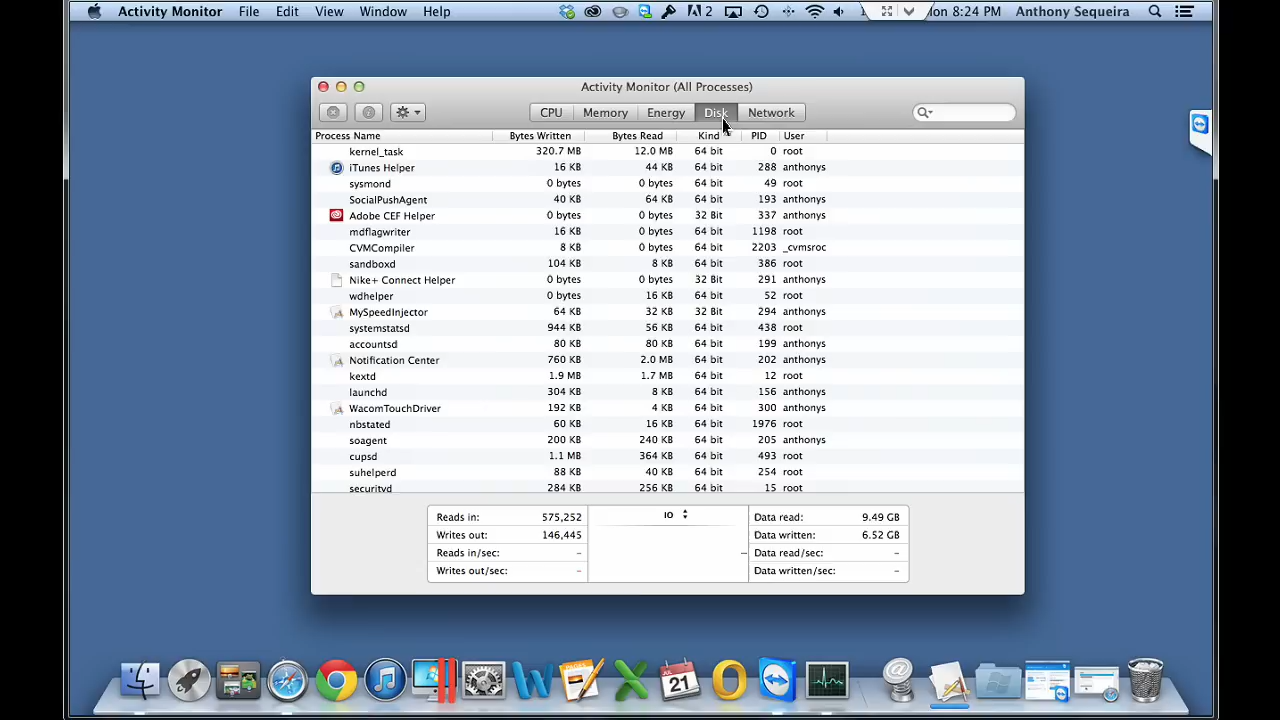 Activity Monitor File Edit View Window Help 2 Mon 8:24 PM Anthony Sequeira
Activity Monitor (All Processes)
CPU Memory Energy Disk Network
Process Name Bytes Written Bytes Read Kind PID User
kernel_task 320.7 MB 12.0 MB 64 bit 0 root
iTunes Helper 16 KB 44 KB 64 bit 288 anthonys
sysmond 0 bytes 0 bytes 64 bit 49 root
SocialPushAgent 40 KB 64 KB 64 bit 193 anthonys
Adobe CEF Helper 0 bytes 0 bytes 32 Bit 337 anthonys
mdflagwriter 16 KB 0 bytes 64 bit 1198 root
CVMCompiler 8 KB 0 bytes 64 bit 2203 _cvmsroc
sandboxd 104 KB 8 KB 64 bit 386 root
Nike+ Connect Helper 0 bytes 0 bytes 32 Bit 291 anthonys
wdhelper 0 bytes 16 KB 64 bit 52 root
MySpeedInjector 64 KB 32 KB 32 Bit 294 anthonys
systemstatsd 944 KB 56 KB 64 bit 438 root
accountsd 80 KB 80 KB 64 bit 199 anthonys
Notification Center 760 KB 2.0 MB 64 bit 202 anthonys
kextd 1.9 MB 1.7 MB 64 bit 12 root
launchd 304 KB 8 KB 64 bit 156 anthonys
WacomTouchDriver 192 KB 4 KB 64 bit 300 anthonys
nbstated 60 KB 16 KB 64 bit 1976 root
soagent 200 KB 240 KB 64 bit 205 anthonys
cupsd 1.1 MB 364 KB 64 bit 493 root
suhelperd 88 KB 40 KB 64 bit 254 root
securityd 284 KB 256 KB 64 bit 15 root
Reads in: 575,252 IO Data read: 9.49 GB
Writes out: 146,445 Data written: 6.52 GB
Reads in/sec: – Data read/sec: –
Writes out/sec: – Data written/sec: –
JUL
21